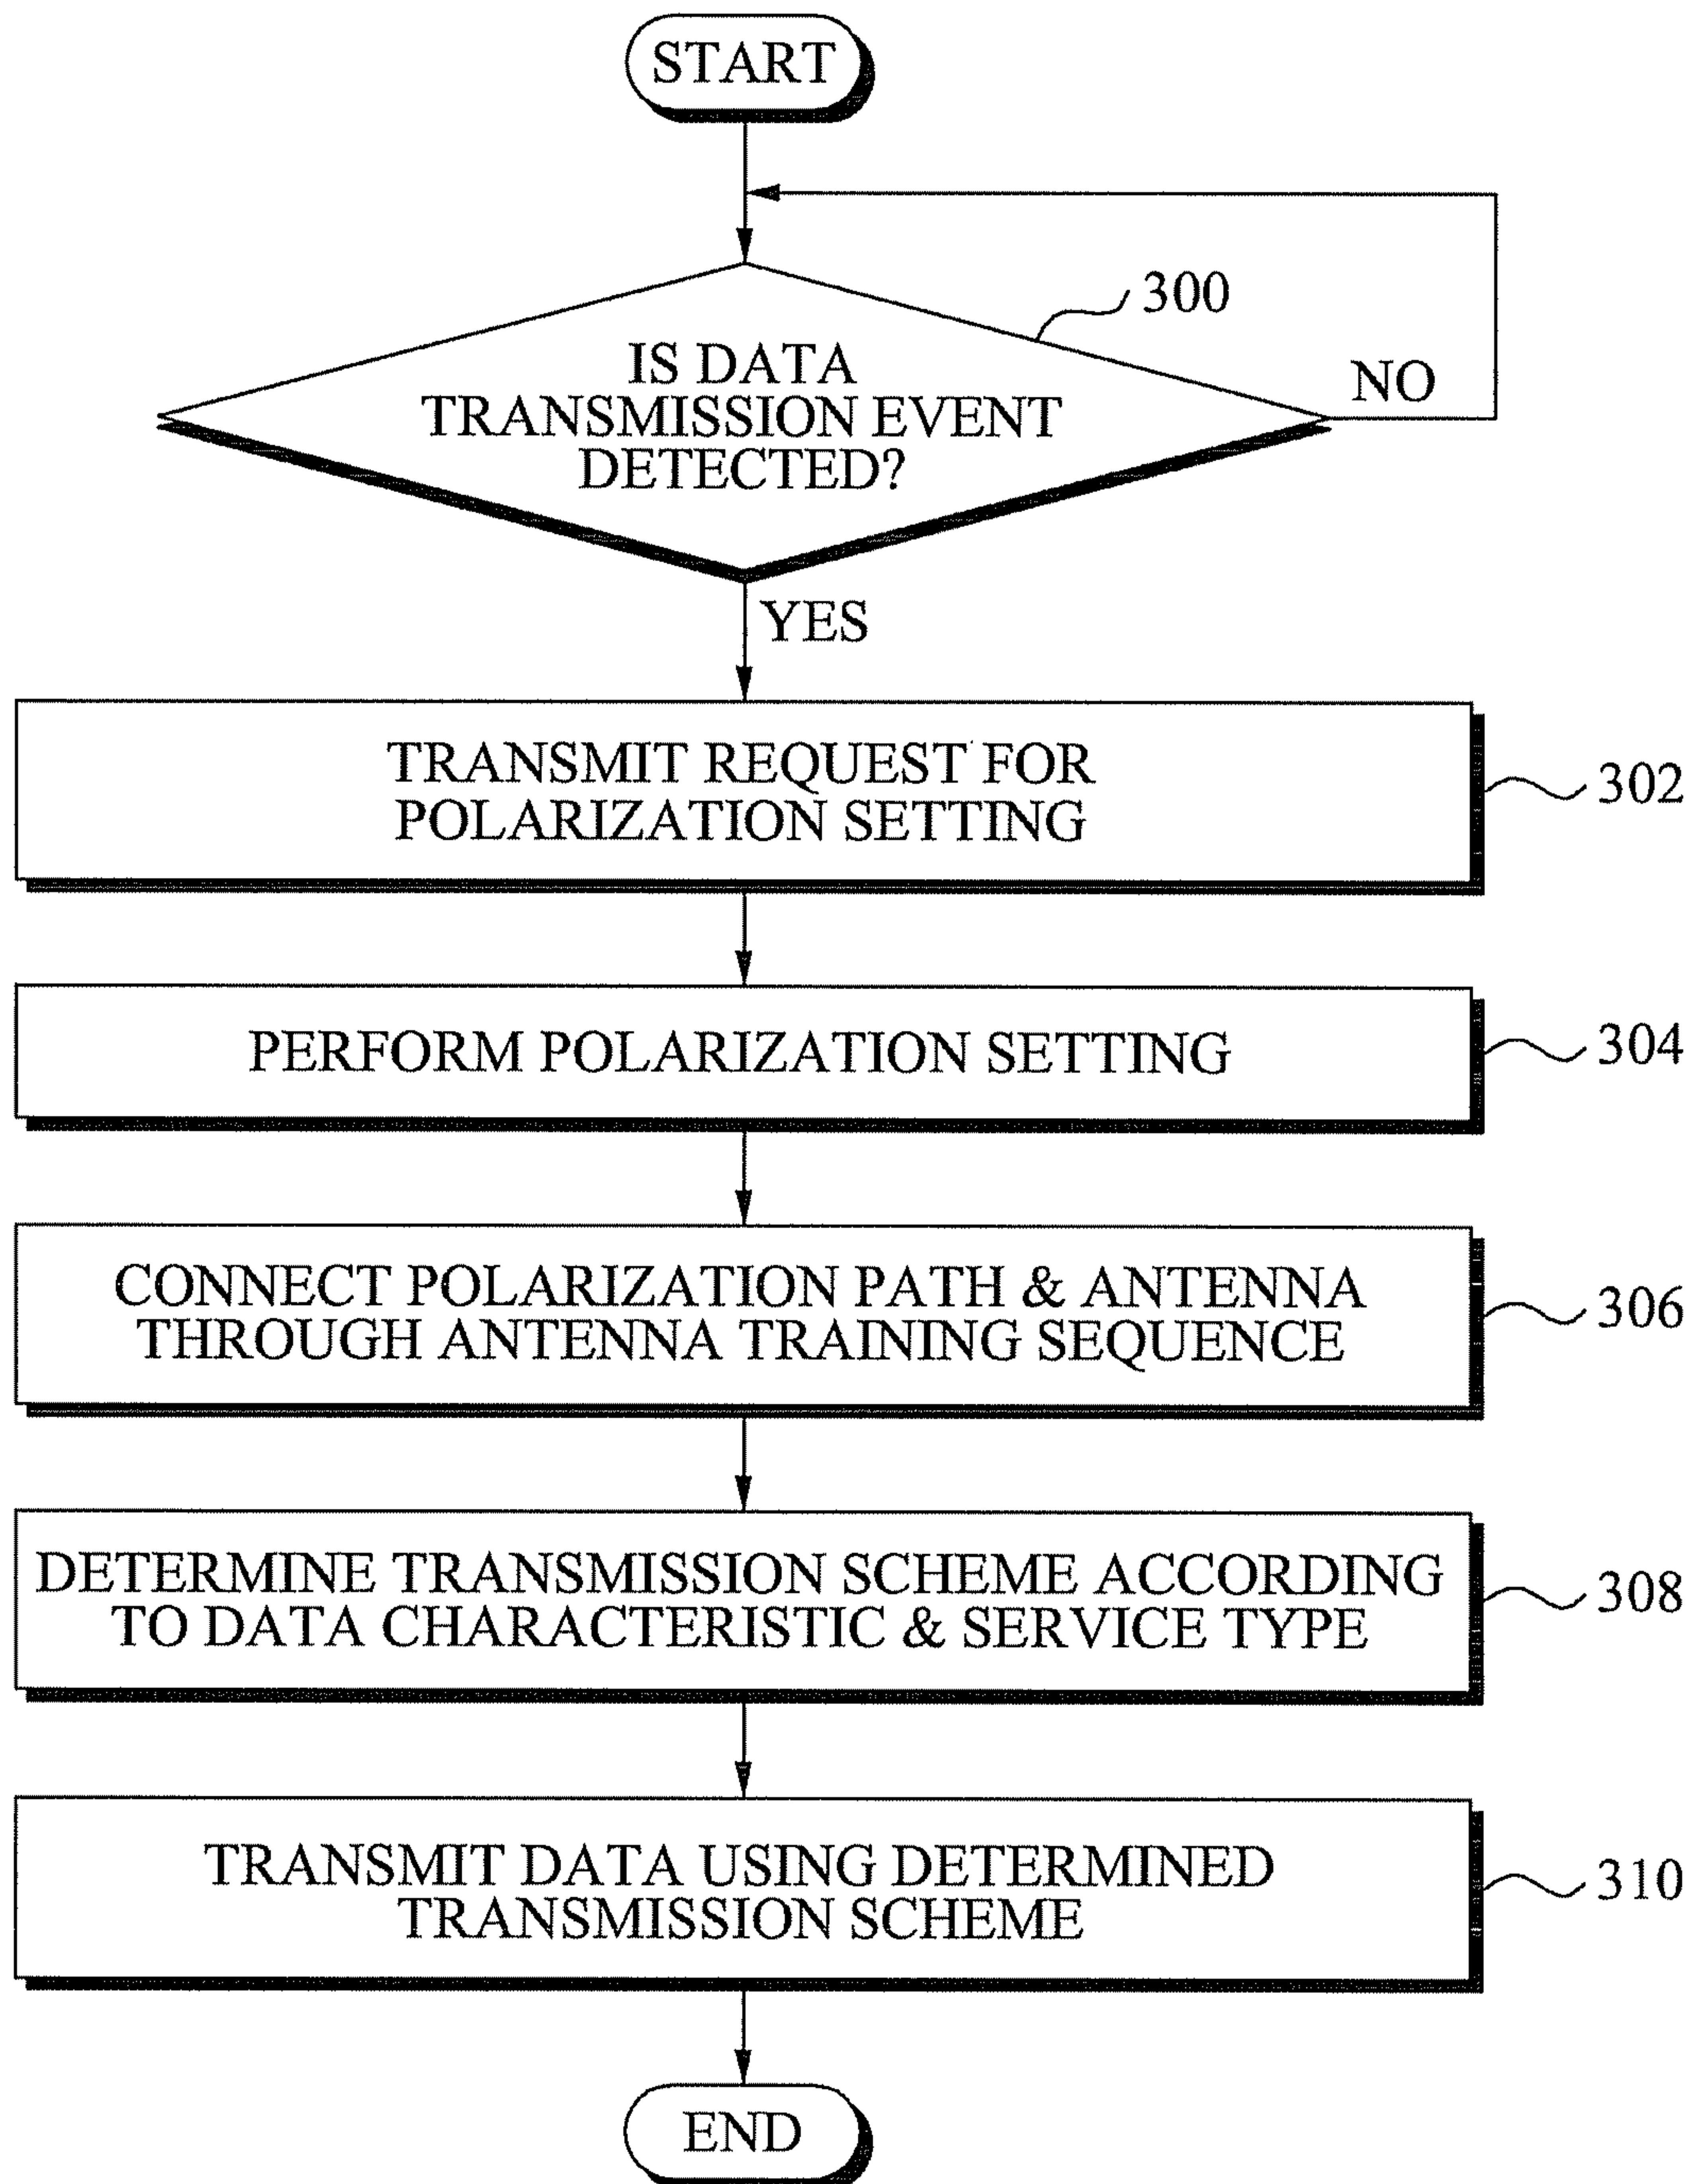 START
300
IS DATA
TRANSMISSION EVENT
DETECTED?
NO
YES
TRANSMIT REQUEST FOR
POLARIZATION SETTING
302
PERFORM POLARIZATION SETTING
304
CONNECT POLARIZATION PATH & ANTENNA
THROUGH ANTENNA TRAINING SEQUENCE
306
DETERMINE TRANSMISSION SCHEME ACCORDING
TO DATA CHARACTERISTIC & SERVICE TYPE
308
TRANSMIT DATA USING DETERMINED
TRANSMISSION SCHEME
310
END